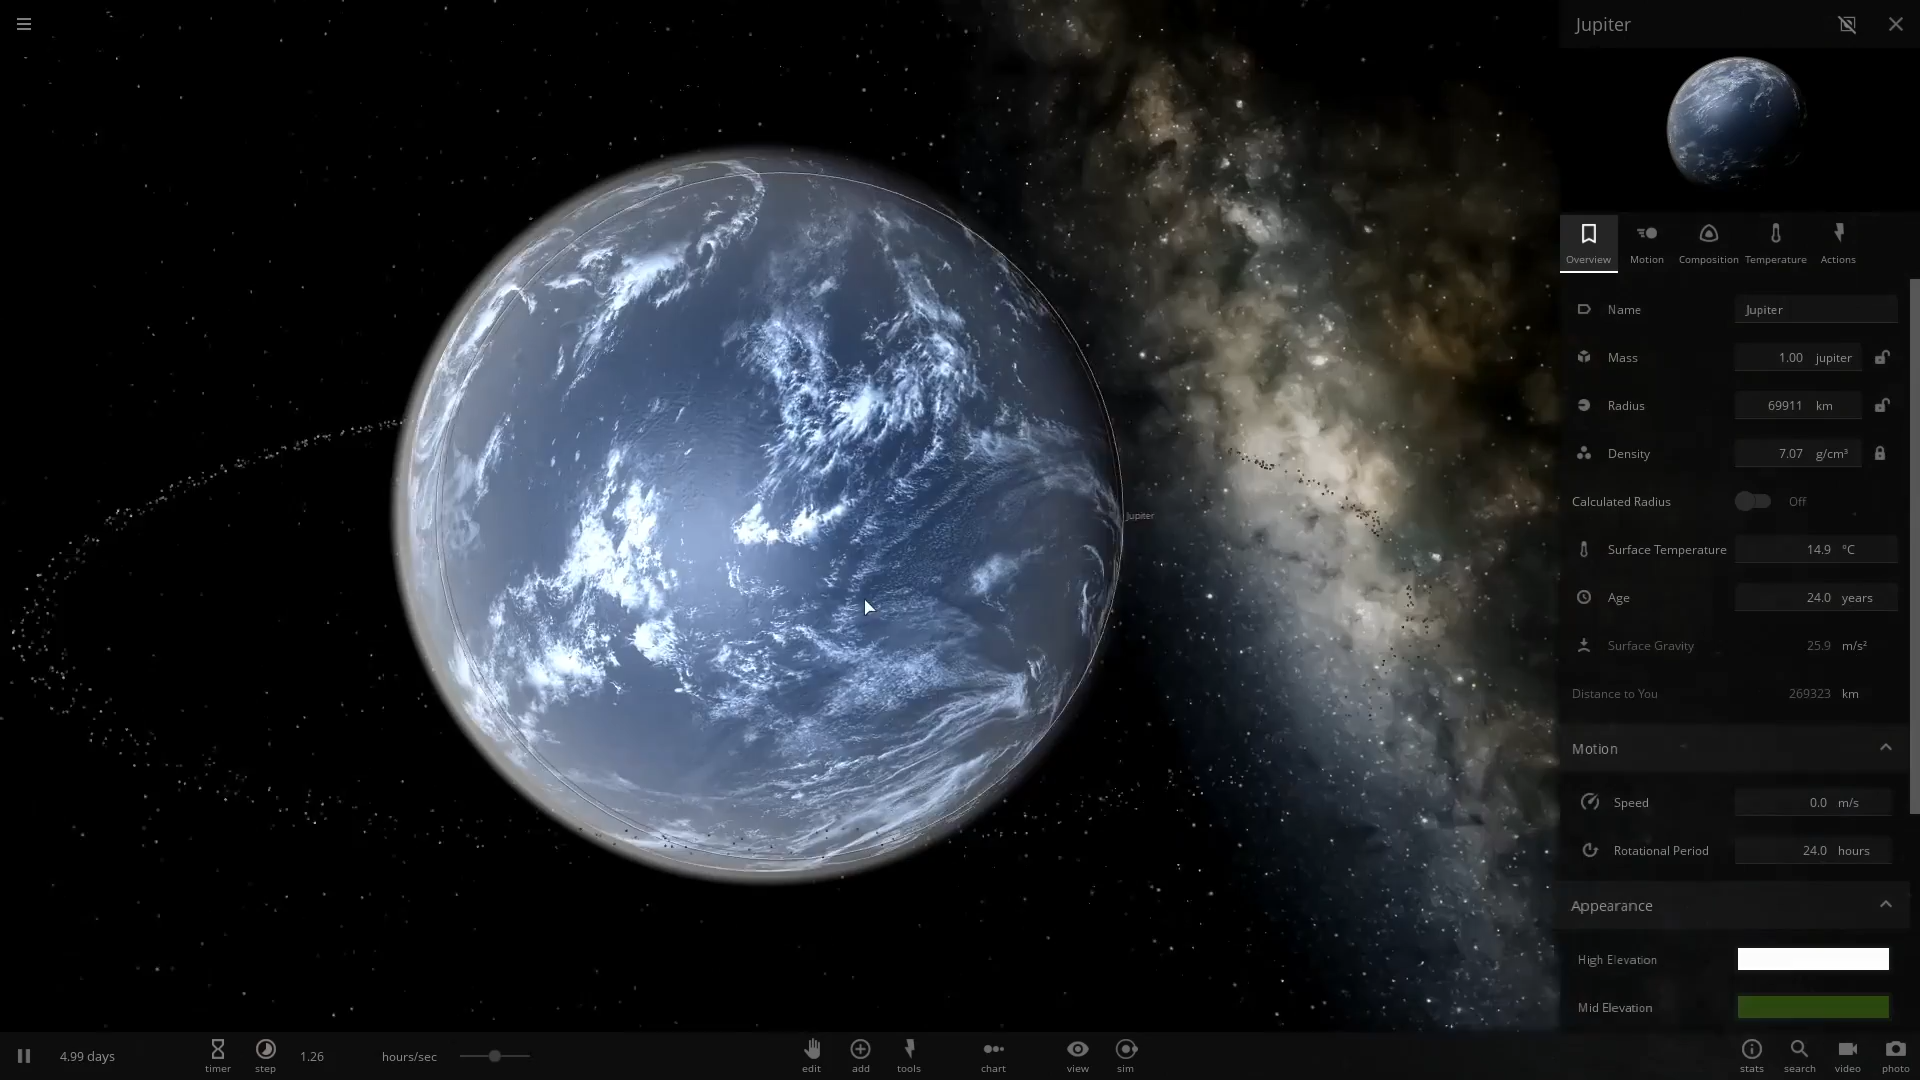 Jupiter
Overview Motion Composition Temperature Actions
Name Jupiter
Mass 1.00 jupiter
Radius 69911 km
Density 7.07 g/cm³
Calculated Radius Off
Jupiter
Surface Temperature 14.9 °C
Age 24.0 years
Surface Gravity 25.9 m/s²
Distance to You 269323 km
Motion
Speed 0.0 m/s
Rotational Period 24.0 hours
Appearance
High Elevation
Mid Elevation
4.99 days timer step 1.26 hours/sec edit add tools chart view sim stats search video photo